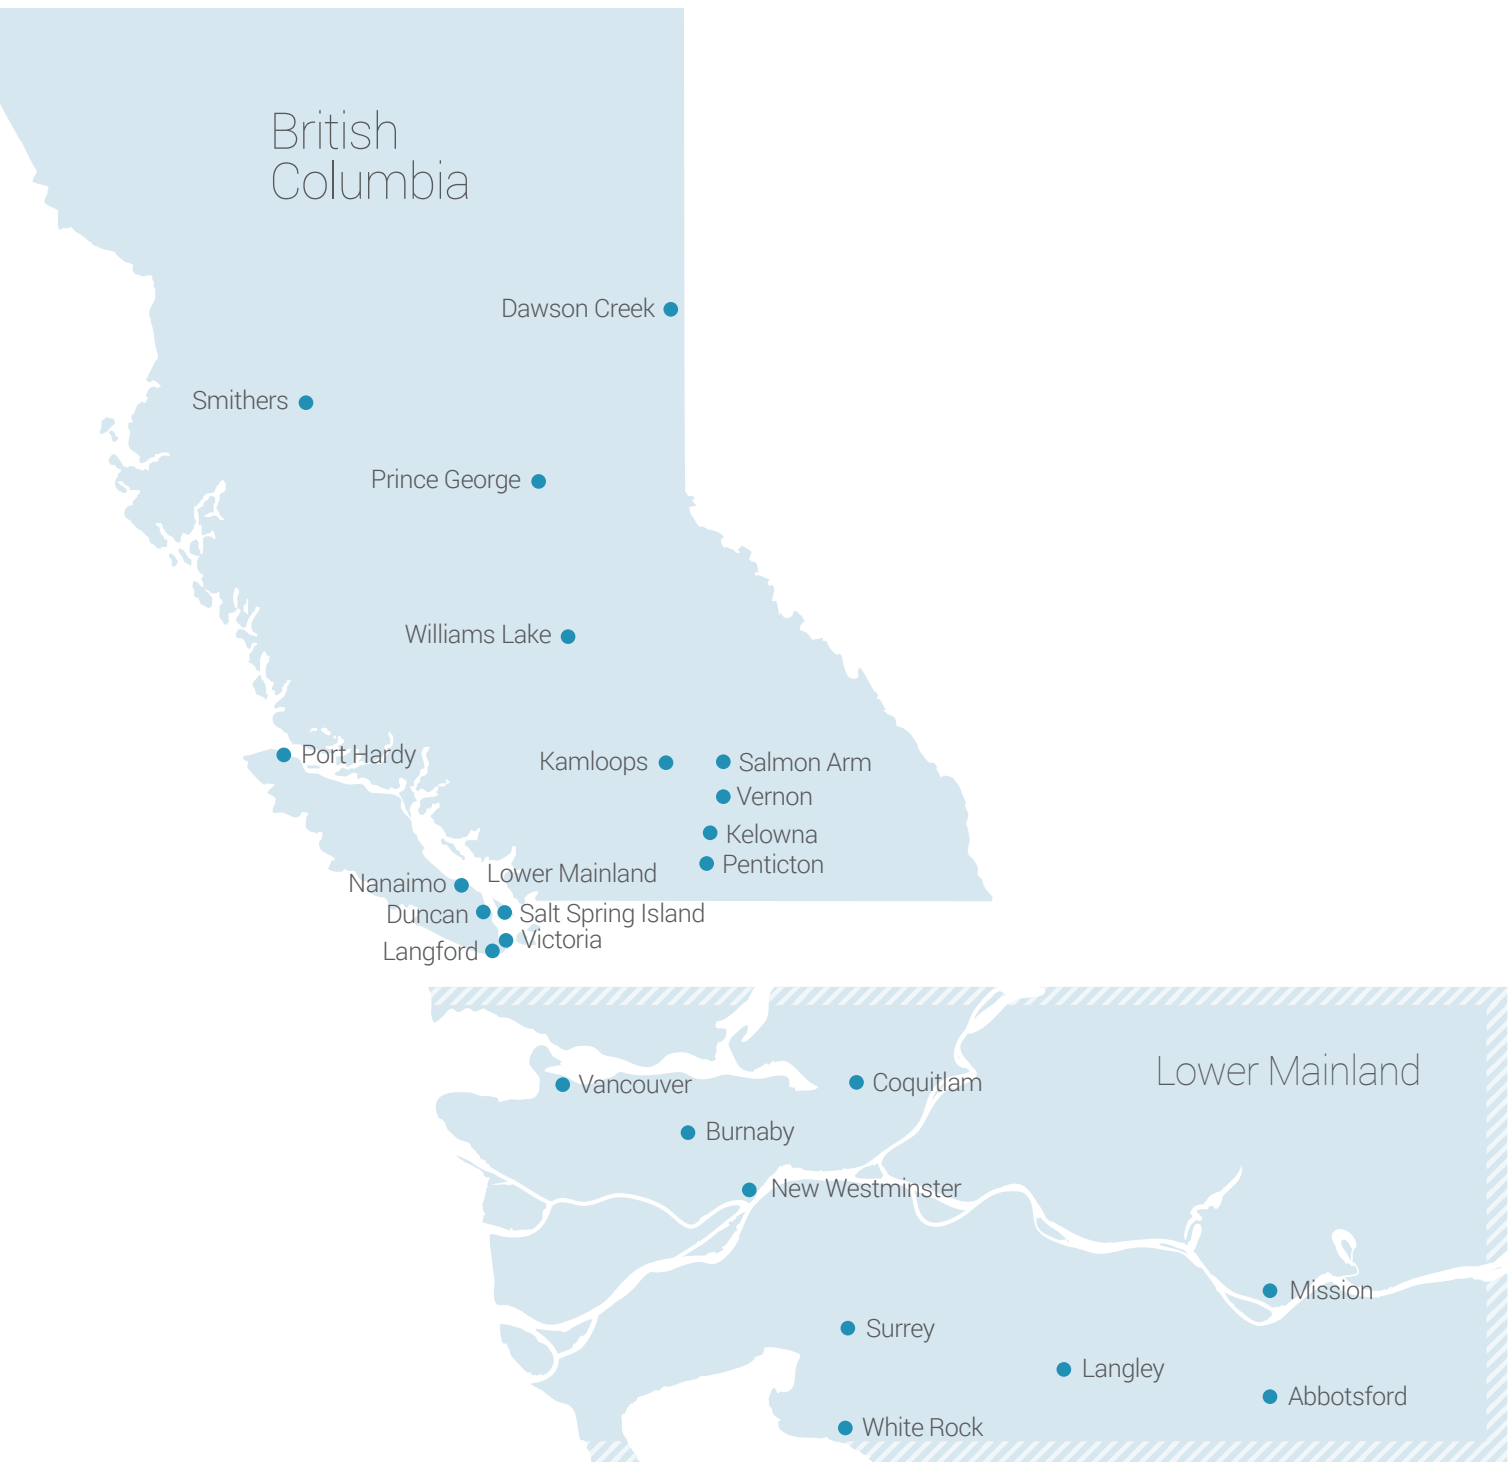 British
Columbia
Dawson Creek
Smithers
Prince George
Williams Lake
Port Hardy
Kamloops
Salmon Arm
Vernon
Kelowna
Penticton
Lower Mainland
Nanaimo
Duncan
Salt Spring Island
Victoria
Langford
Lower Mainland
Vancouver
Coquitlam
Burnaby
New Westminster
Mission
Surrey
Langley
Abbotsford
White Rock